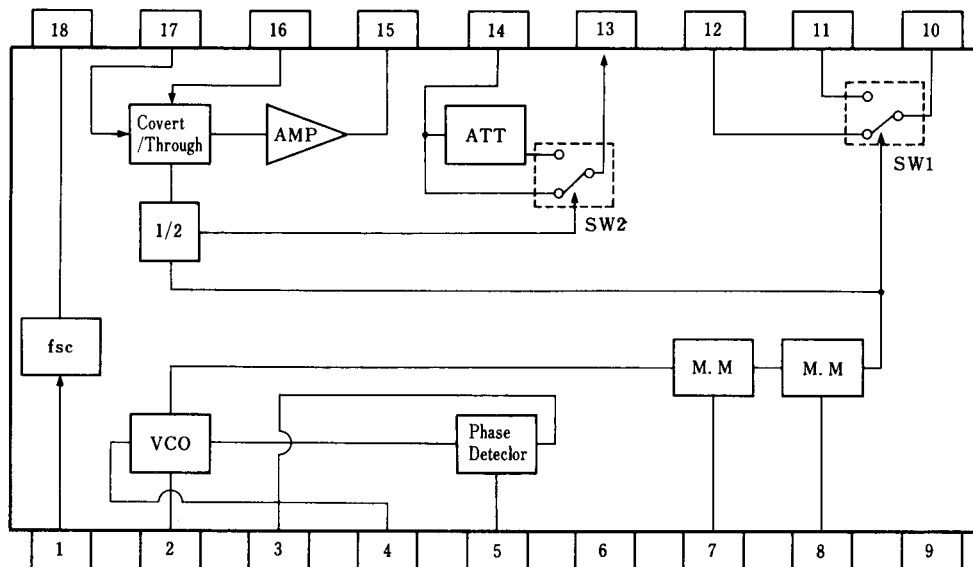 18 17 16 15 14 13 12 11 10
Covert
/Through
AMP
ATT
SW1
SW2
1/2
fsc
M. M
M. M
VCO
Phase
Detector
1 2 3 4 5 6 7 8 9